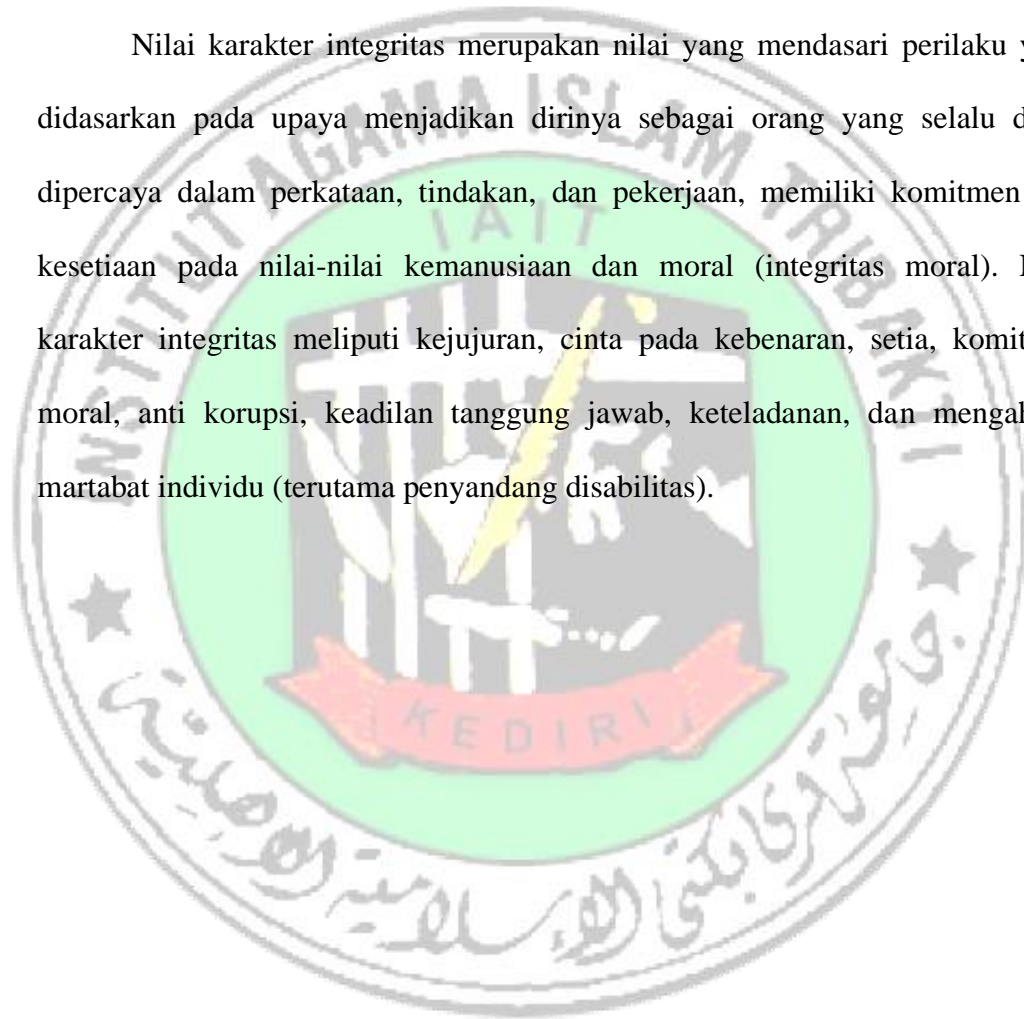 Nilai karakter integritas merupakan nilai yang mendasari perilaku y
didasarkan pada upaya menjadikan dirinya sebagai orang yang selalu d
dipercaya dalam perkataan, tindakan, dan pekerjaan, memiliki komitmen
kesetiaan pada nilai-nilai kemanusiaan dan moral (integritas moral).
karakter integritas meliputi kejujuran, cinta pada kebenaran, setia, komit
moral, anti korupsi, keadilan tanggung jawab, keteladanan, dan mengah
martabat individu (terutama penyandang disabilitas).
INSTITUT AGAMA ISLAM TRIBAKTI
IAIT
KEDIRI